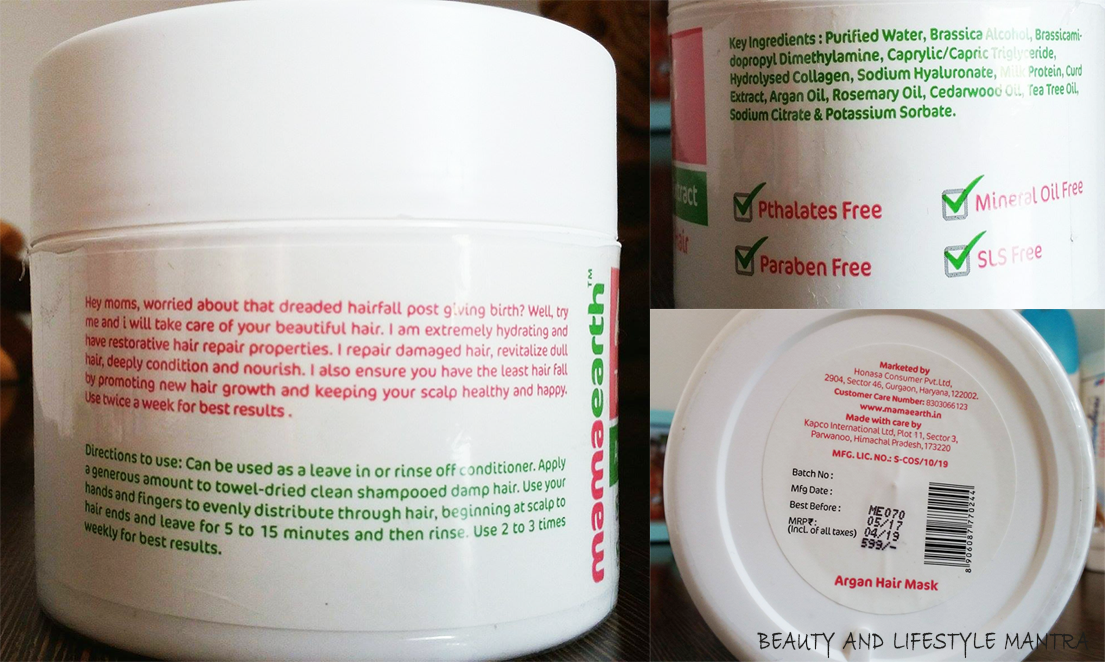 Hey moms, worried about that dreaded hairfall post giving birth? Well, try
me and i will take care of your beautiful hair. I am extremely hydrating and
have restorative hair repair properties. I repair damaged hair, revitalize dull
hair, deeply condition and nourish. I also ensure you have the least hair fall
by promoting new hair growth and keeping your scalp healthy and happy.
Use twice a week for best results .
Directions to use: Can be used as a leave in or rinse off conditioner. Apply
a generous amount to towel-dried clean shampooed damp hair. Use your
hands and fingers to evenly distribute through hair, beginning at scalp to
hair ends and leave for 5 to 15 minutes and then rinse. Use 2 to 3 times
weekly for best results.
mamaearth™
Key Ingredients : Purified Water, Brassica Alcohol, Brassicami-
dopropyl Dimethylamine, Caprylic/Capric Triglyceride,
Hydrolysed Collagen, Sodium Hyaluronate, Milk Protein, Curd
Extract, Argan Oil, Rosemary Oil, Cedarwood Oil, Tea Tree Oil,
Sodium Citrate & Potassium Sorbate.
tract
hair
Pthalates Free
Mineral Oil Free
Paraben Free
SLS Free
Marketed by
Honasa Consumer Pvt.Ltd,
2904, Sector 46, Gurgaon, Haryana,122002.
Customer Care Number: 8303066123
www.mamaearth.in
Made with care by
Kapco International Ltd, Plot 11, Sector 3,
Parwanoo, Himachal Pradesh,173220
MFG. LIC. NO.: S-COS/10/19
Batch No :
Mfg Date :
Best Before :
MRP₹:
(Incl. of all taxes)
ME070
05/17
04/19
599/-
8 906087 770244
Argan Hair Mask
BEAUTY AND LIFESTYLE MANTRA